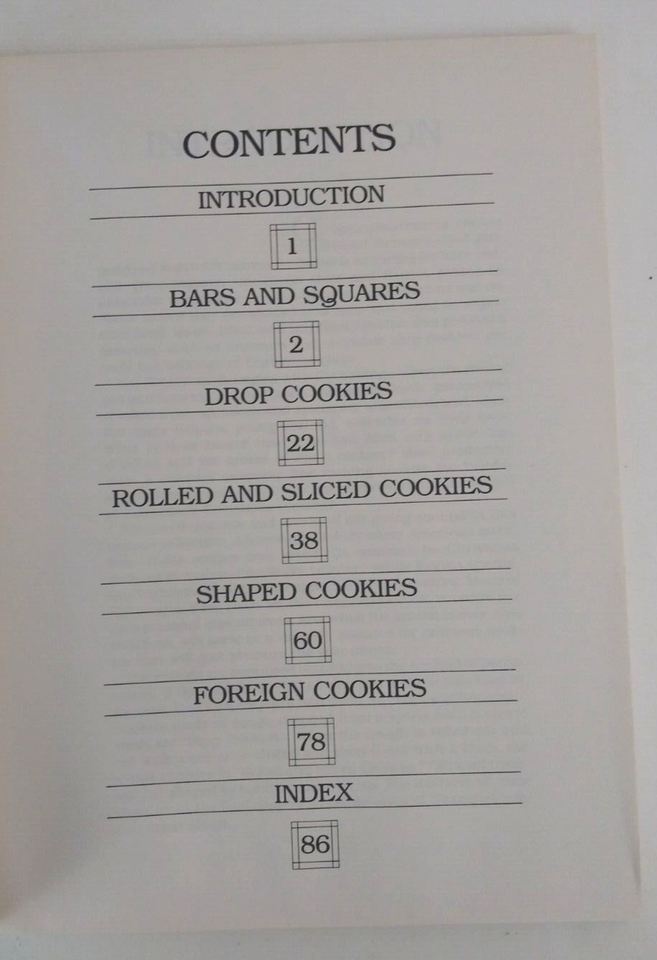 CONTENTS
INTRODUCTION
1
BARS AND SQUARES
2
DROP COOKIES
22
ROLLED AND SLICED COOKIES
38
SHAPED COOKIES
60
FOREIGN COOKIES
78
INDEX
86